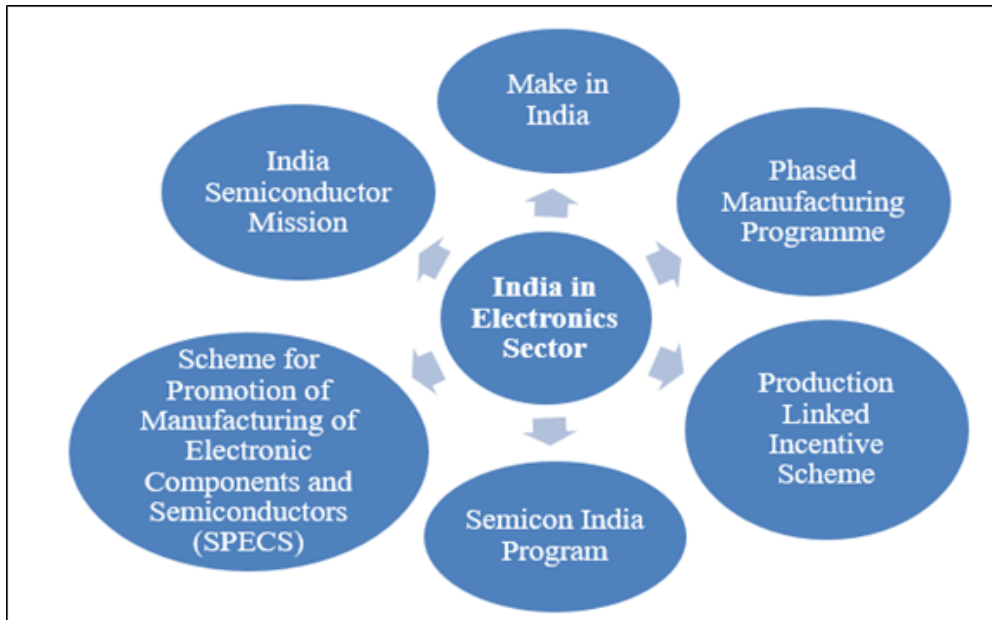 Make in
India
Phased
Manufacturing
Programme
Production
Linked
Incentive
Scheme
Semicon India
Program
Scheme for
Promotion of
Manufacturing of
Electronic
Components and
Semiconductors
(SPECS)
India
Semiconductor
Mission
India in
Electronics
Sector